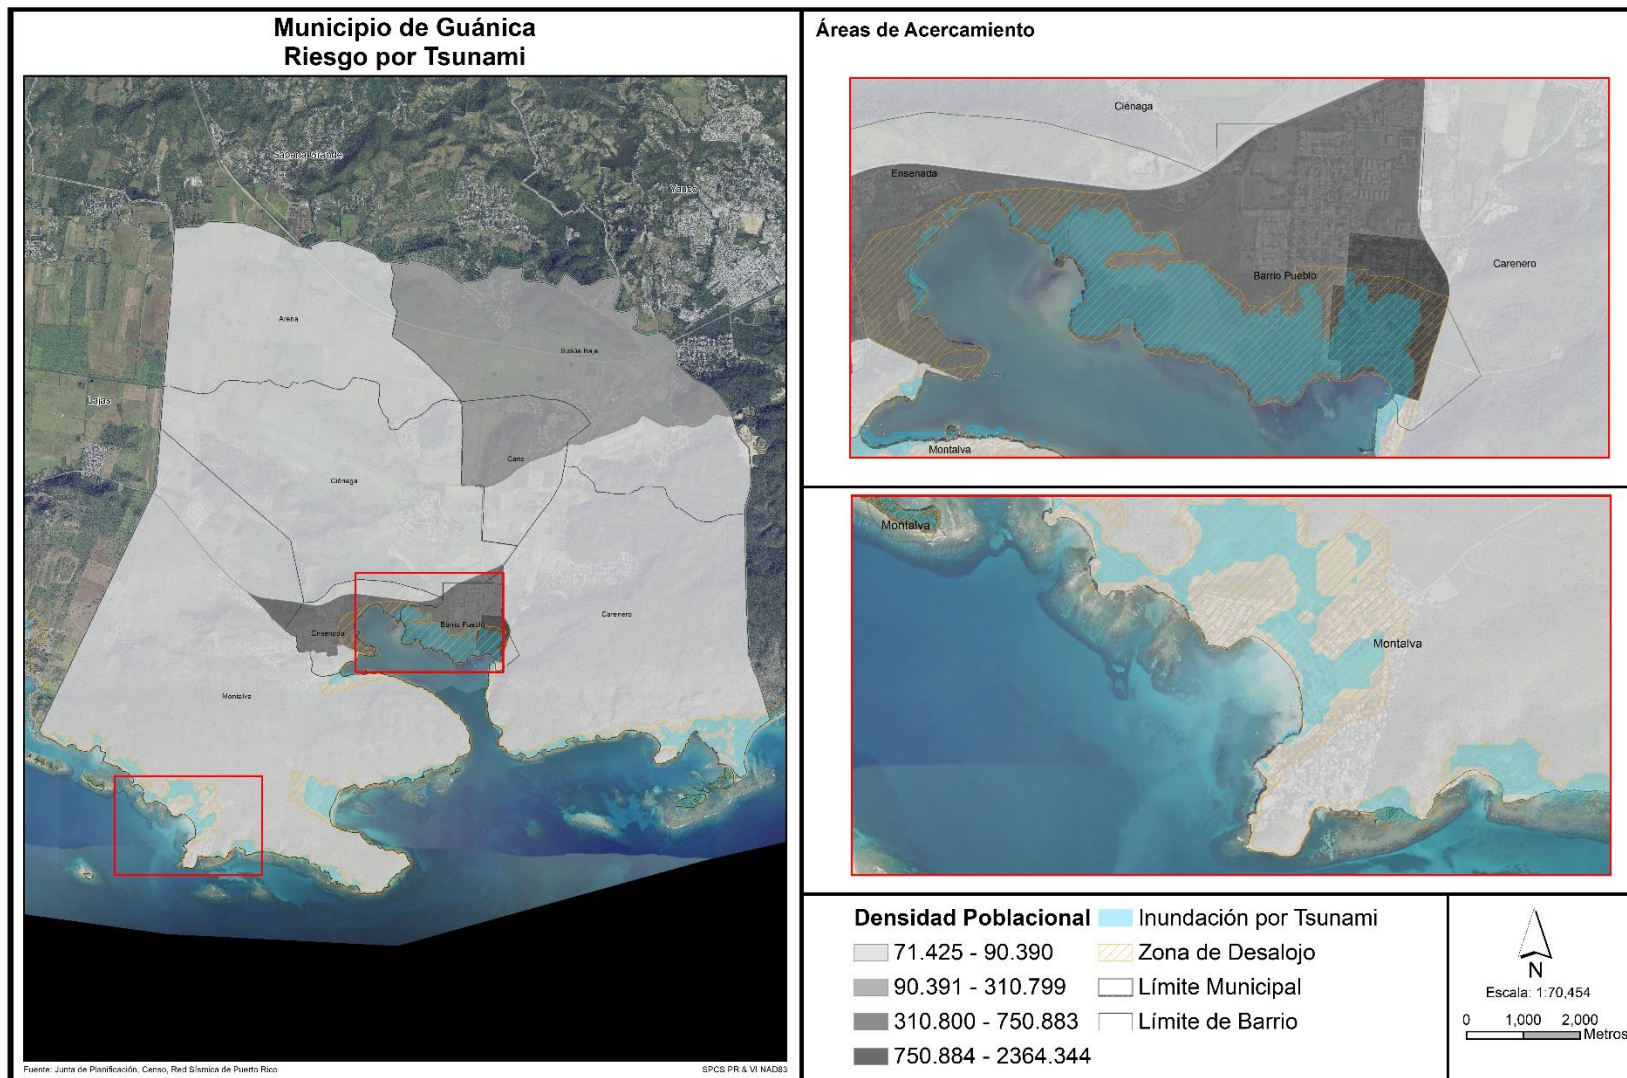 Municipio de Guánica
Riesgo por Tsunami
Sabana Grande
Yauco
Arena
Susúa Baja
Lajas
Caño
Ciénaga
Carenero
Barrio Pueblo
Ensenada
Montalva
Fuente: Junta de Planificación, Censo, Red Sísmica de Puerto Rico
SPCS PR & VI NAD83
Áreas de Acercamiento
Ciénaga
Ensenada
Carenero
Barrio Pueblo
Montalva
Montalva
Montalva
Densidad Poblacional
71.425 - 90.390
90.391 - 310.799
310.800 - 750.883
750.884 - 2364.344
Inundación por Tsunami
Zona de Desalojo
Límite Municipal
Límite de Barrio
N
Escala: 1:70,454
0 1,000 2,000
Metros